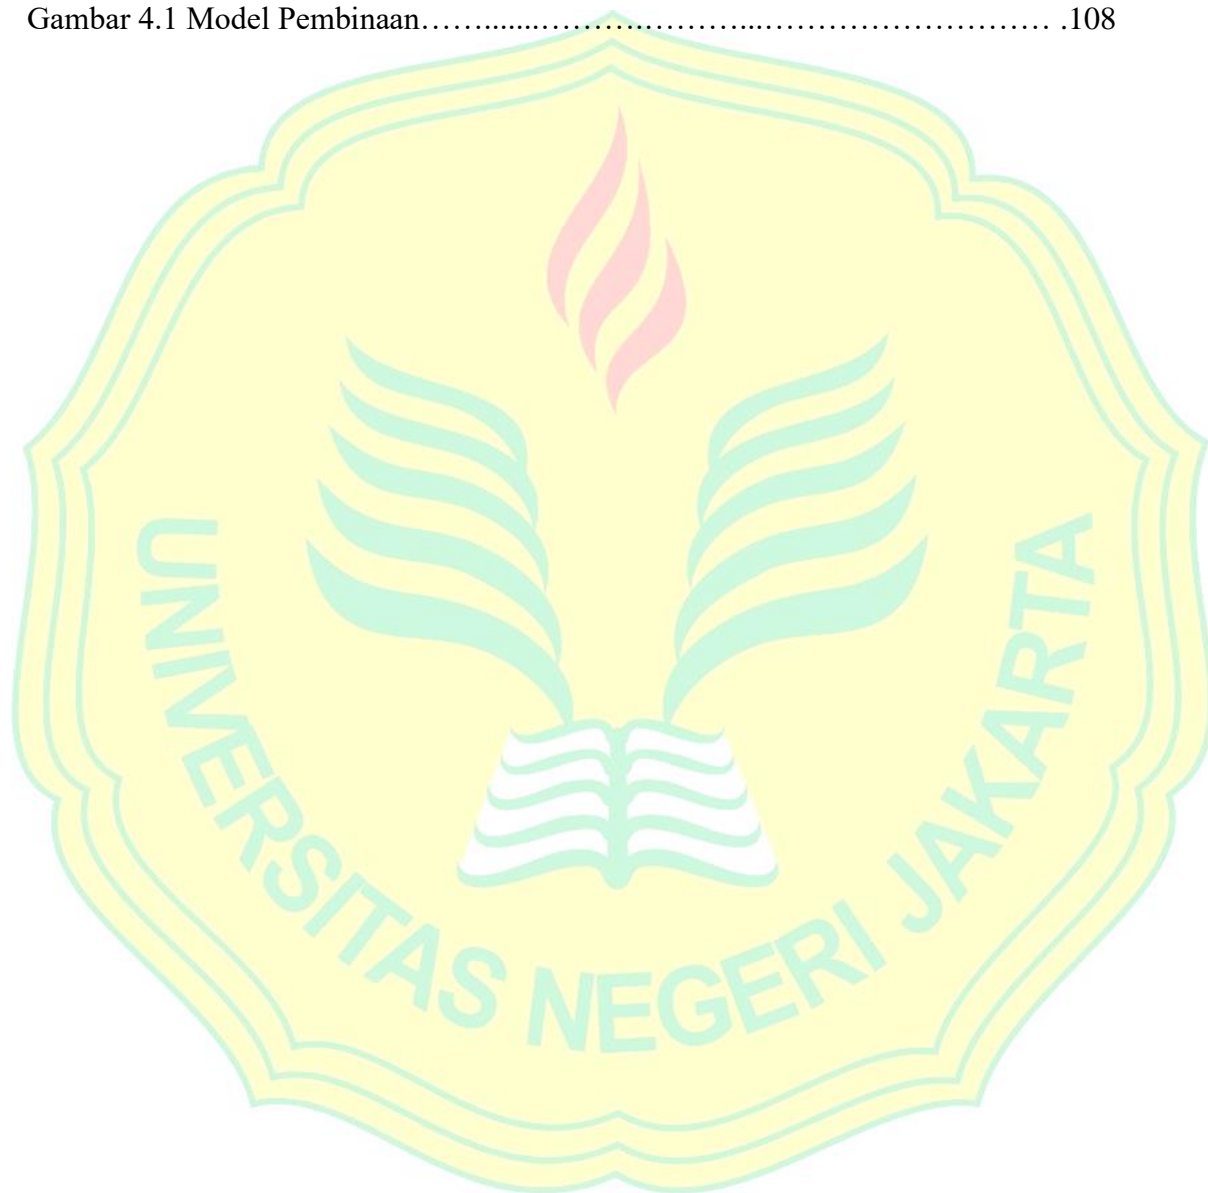 Gambar 4.1 Model Pembinaan……........…………………...……………………… .108
UNIVERSITAS NEGERI JAKARTA